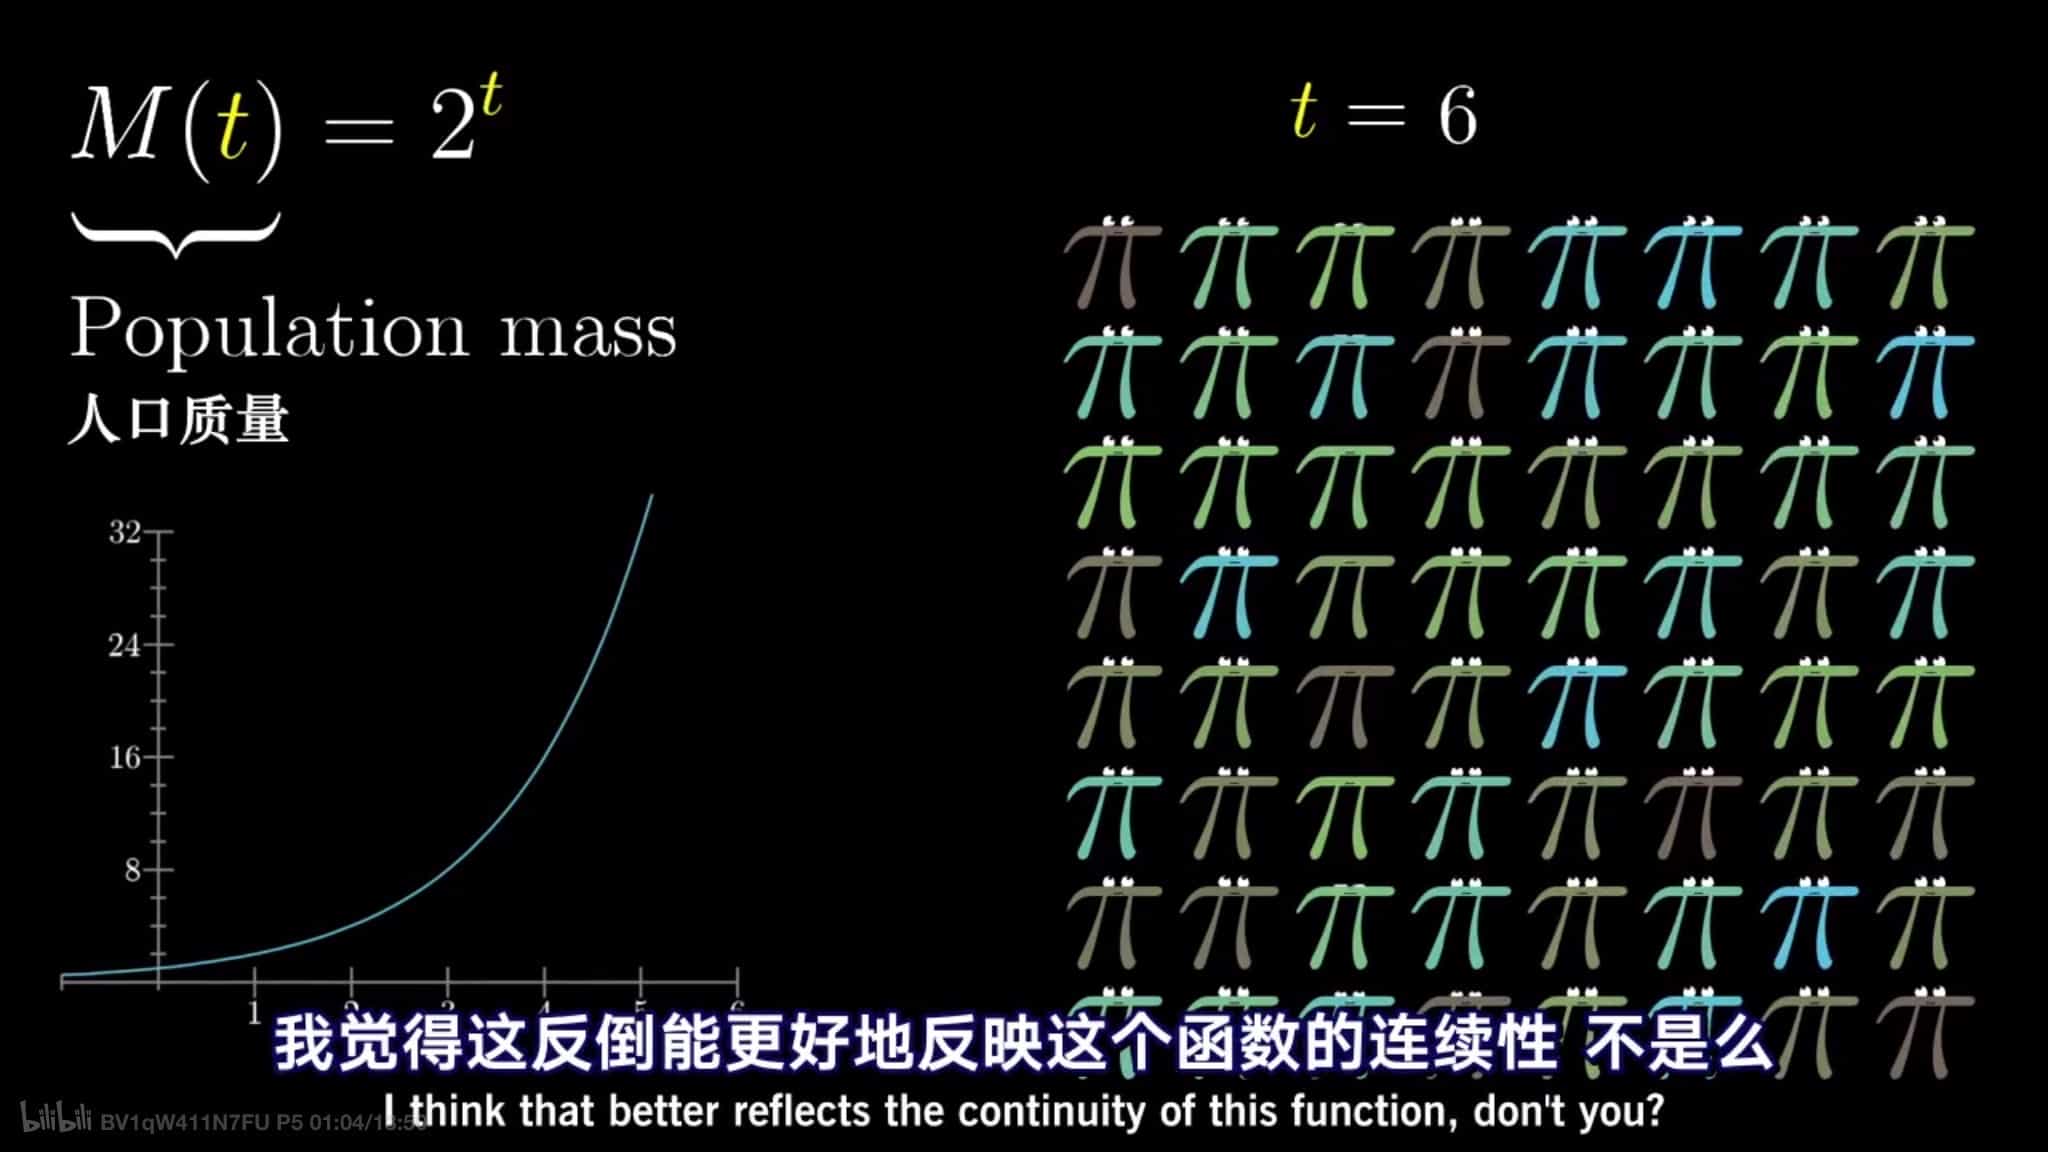 M(t) = 2^t
t = 6
Population mass
人口质量
32
24
16
8
1 2 3 4 5 6
我觉得这反倒能更好地反映这个函数的连续性 不是么
I think that better reflects the continuity of this function, don't you?
bilibili BV1qW411N7FU P5 01:04/